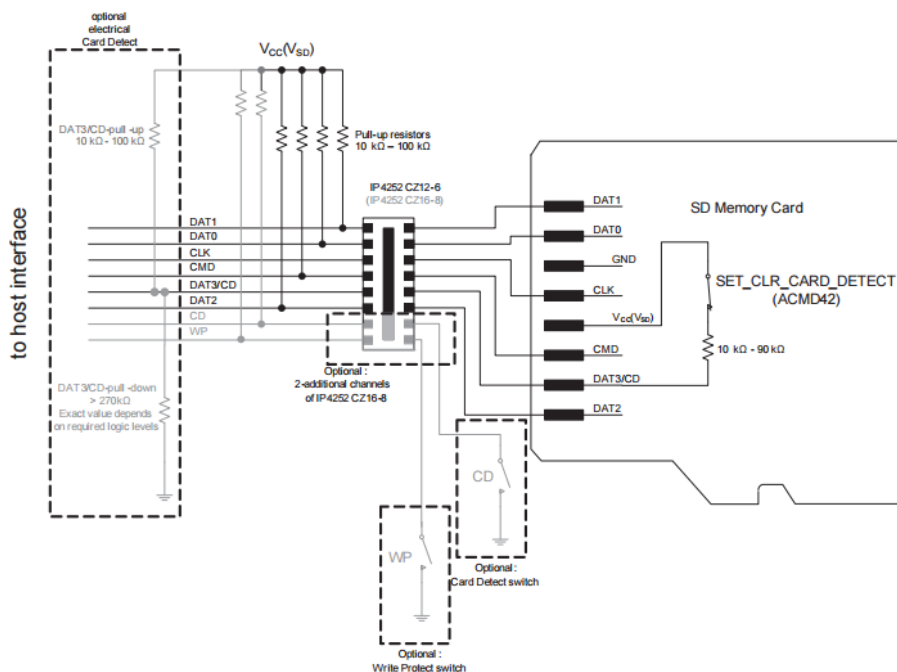 optional
electrical
Card Detect
VCC(VSD)
DAT3/CD-pull -up
10 kΩ - 100 kΩ
Pull-up resistors
10 kΩ – 100 kΩ
IP4252 CZ12-6
(IP4252 CZ16-8)
to host interface
DAT1
DAT0
CLK
CMD
DAT3/CD
DAT2
CD
WP
DAT3/CD-pull -down
> 270kΩ
Exact value depends
on required logic levels
Optional :
2-additional channels
of IP4252 CZ16-8
SD Memory Card
DAT1
DAT0
GND
CLK
VCC(VSD)
CMD
DAT3/CD
DAT2
SET_CLR_CARD_DETECT
(ACMD42)
10 kΩ - 90 kΩ
CD
Optional :
Card Detect switch
WP
Optional :
Write Protect switch